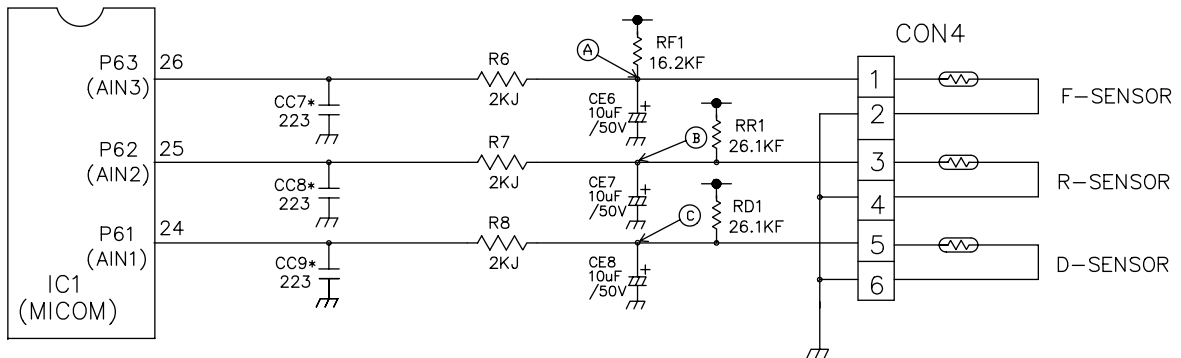 P63
(AIN3)
26
P62
(AIN2)
25
P61
(AIN1)
24
IC1
(MICOM)
CC7*
223
CC8*
223
CC9*
223
R6
2KJ
R7
2KJ
R8
2KJ
A
RF1
16.2KF
CE6
10uF
/50V
+
B
RR1
26.1KF
CE7
10uF
/50V
+
C
RD1
26.1KF
CE8
10uF
/50V
+
CON4
1
2
3
4
5
6
F-SENSOR
R-SENSOR
D-SENSOR